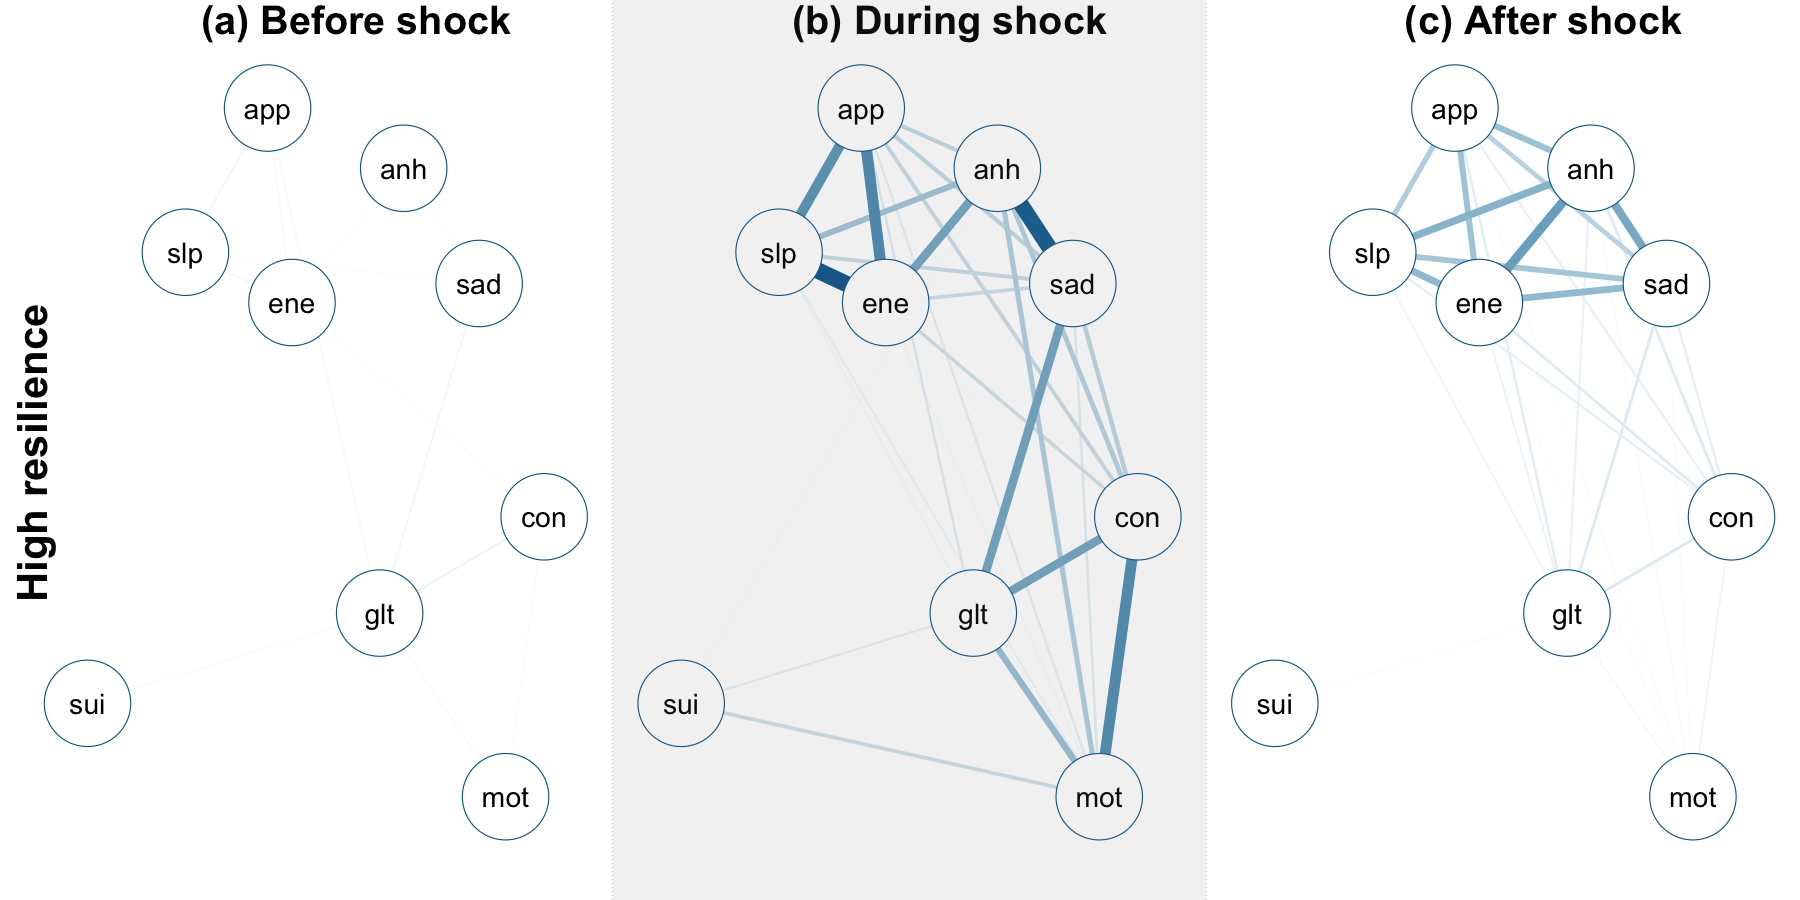 (a) Before shock
(b) During shock
(c) After shock
High resilience
app
anh
slp
ene
sad
con
glt
sui
mot
app
anh
slp
ene
sad
con
glt
sui
mot
app
anh
slp
ene
sad
con
glt
sui
mot